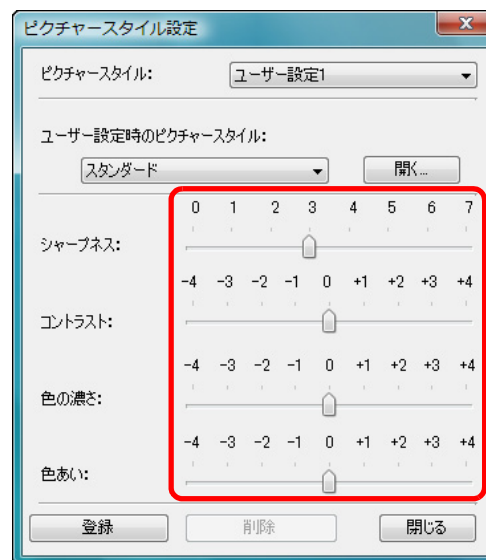 ピクチャースタイル設定
ピクチャースタイル: ユーザー設定1
ユーザー設定時のピクチャースタイル:
スタンダード 開く...
0 1 2 3 4 5 6 7
シャープネス:
-4 -3 -2 -1 0 +1 +2 +3 +4
コントラスト:
-4 -3 -2 -1 0 +1 +2 +3 +4
色の濃さ:
-4 -3 -2 -1 0 +1 +2 +3 +4
色あい:
登録 削除 閉じる